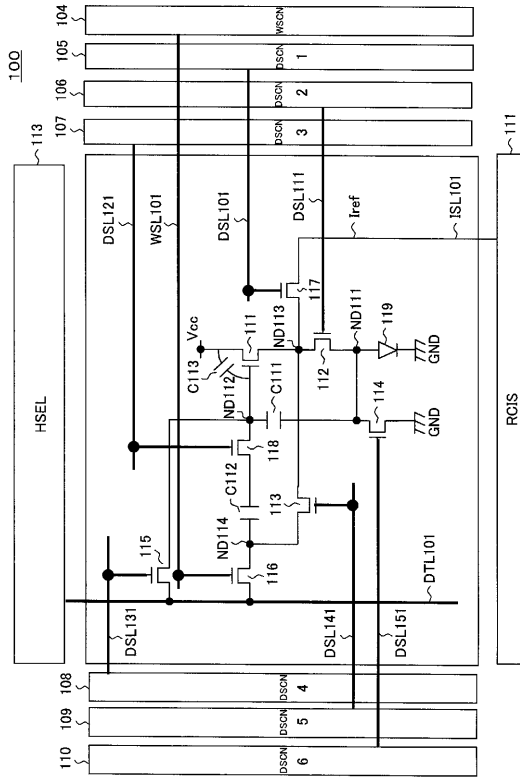 100
104
WSCN
105
DSCN 1
106
DSCN 2
107
DSCN 3
113
HSEL
111
RCIS
DSL121
WSL101
DSL101
DSL111
Iref
ISL101
117
Vcc
C113
111
ND113
ND112
C111
112
ND111
119
GND
114
GND
118
C112
113
ND114
115
116
DTL101
DSL131
DSL141
DSL151
108
DSCN 4
109
DSCN 5
110
DSCN 6